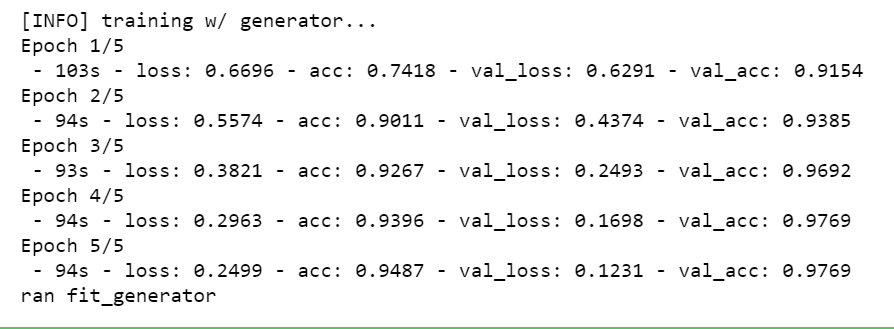 [INFO] training w/ generator...
Epoch 1/5
 - 103s - loss: 0.6696 - acc: 0.7418 - val_loss: 0.6291 - val_acc: 0.9154
Epoch 2/5
 - 94s - loss: 0.5574 - acc: 0.9011 - val_loss: 0.4374 - val_acc: 0.9385
Epoch 3/5
 - 93s - loss: 0.3821 - acc: 0.9267 - val_loss: 0.2493 - val_acc: 0.9692
Epoch 4/5
 - 94s - loss: 0.2963 - acc: 0.9396 - val_loss: 0.1698 - val_acc: 0.9769
Epoch 5/5
 - 94s - loss: 0.2499 - acc: 0.9487 - val_loss: 0.1231 - val_acc: 0.9769
ran fit_generator